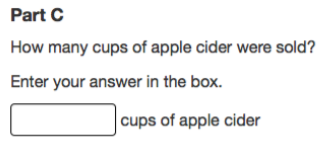 Part C
How many cups of apple cider were sold?
Enter your answer in the box.
cups of apple cider